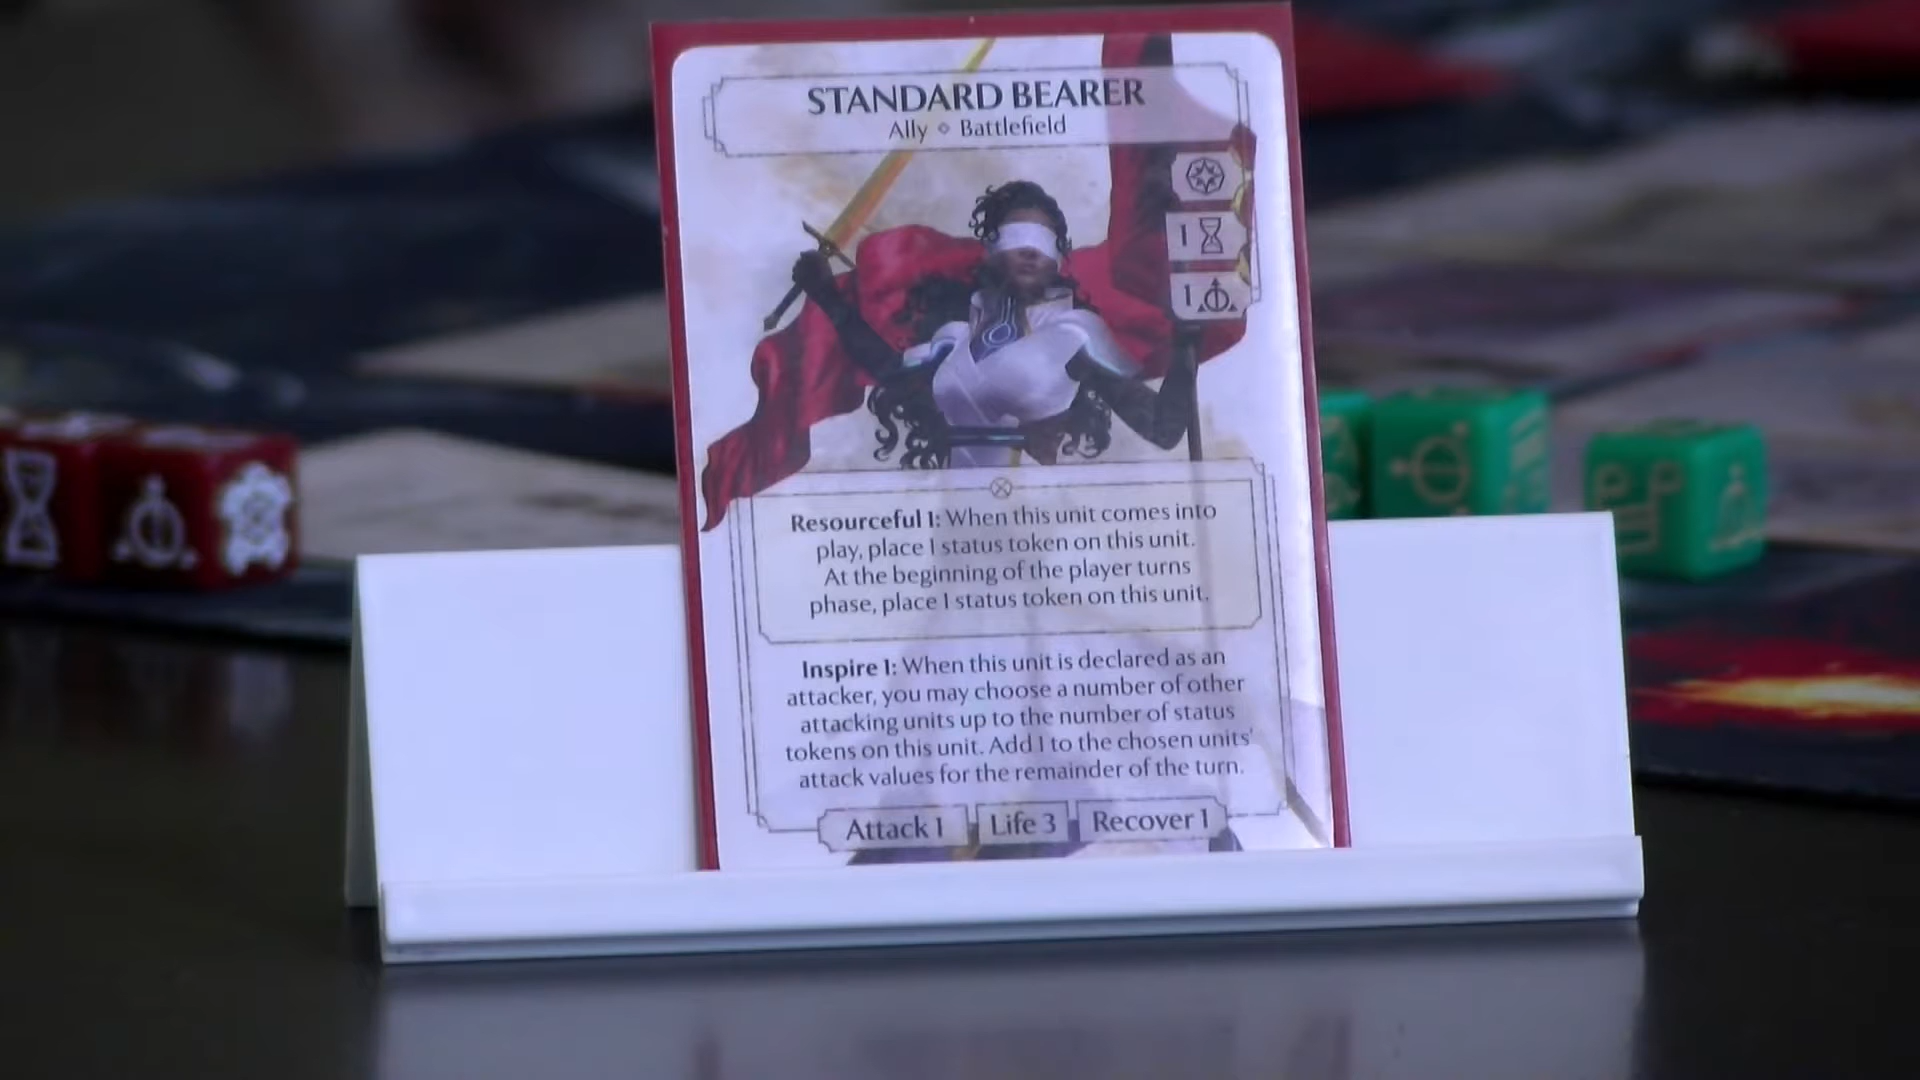 STANDARD BEARER
Ally ⋄ Battlefield
1
1
Resourceful 1: When this unit comes into
play, place 1 status token on this unit.
At the beginning of the player turns
phase, place 1 status token on this unit.
Inspire 1: When this unit is declared as an
attacker, you may choose a number of other
attacking units up to the number of status
tokens on this unit. Add 1 to the chosen units'
attack values for the remainder of the turn.
Attack 1 Life 3 Recover 1